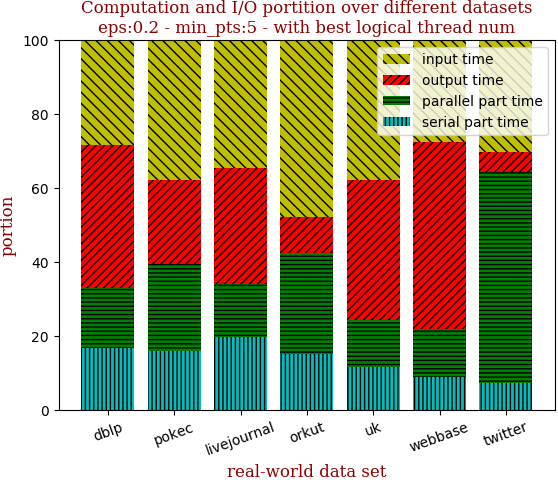 Computation and I/O portion over different datasets
eps:0.2 - min_pts:5 - with best logical thread num
100
80
60
40
20
0
portion
input time
output time
parallel part time
serial part time
dblp
pokec
livejournal
orkut
uk
webbase
twitter
real-world data set